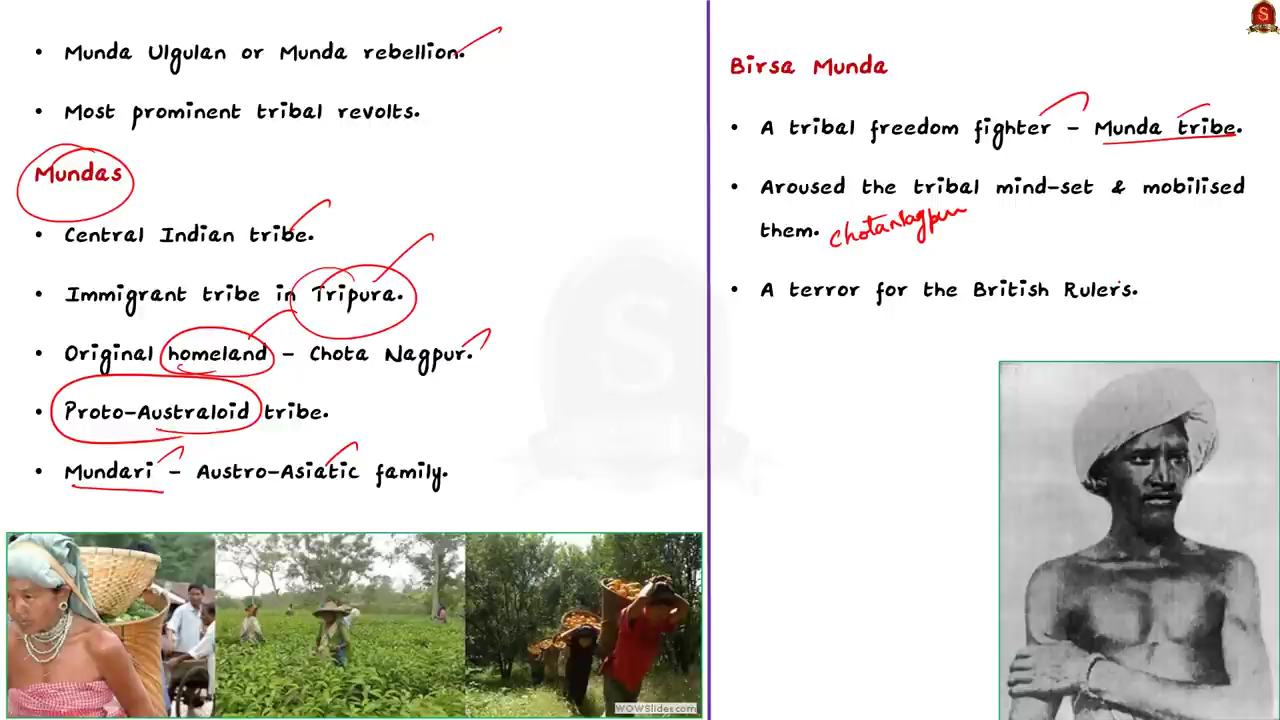 • Munda Ulgulan or Munda rebellion.
• Most prominent tribal revolts.
Mundas
• Central Indian tribe.
• Immigrant tribe in Tripura.
• Original homeland - Chota Nagpur.
• Proto-Australoid tribe.
• Mundari - Austro-Asiatic family.
WOWSlides.com
S
Birsa Munda
• A tribal freedom fighter - Munda tribe.
• Aroused the tribal mind-set & mobilised
them. Chotanagpur
• A terror for the British Rulers.
S